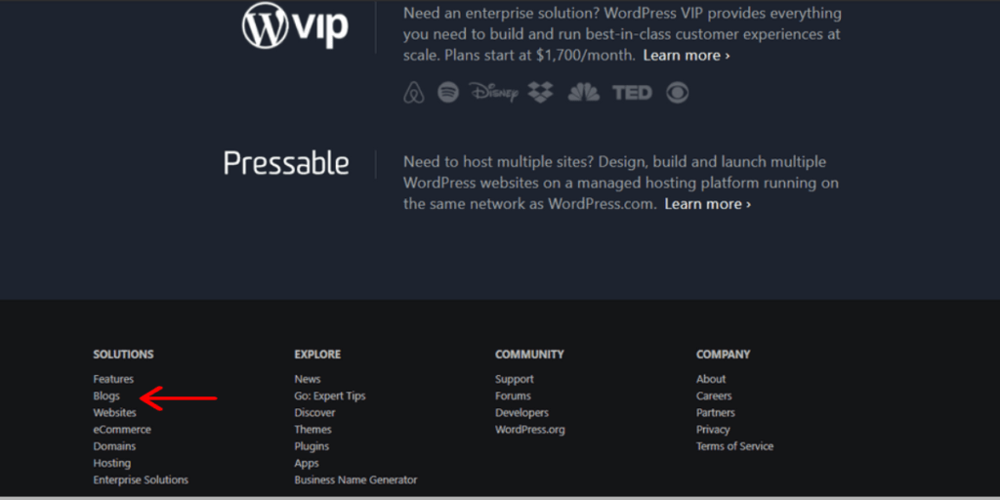 VIP
Need an enterprise solution? WordPress VIP provides everything
you need to build and run best-in-class customer experiences at
scale. Plans start at $1,700/month. Learn more ›
Disney
TED
Pressable
Need to host multiple sites? Design, build and launch multiple
WordPress websites on a managed hosting platform running on
the same network as WordPress.com. Learn more ›
SOLUTIONS
Features
Blogs
Websites
eCommerce
Domains
Hosting
Enterprise Solutions
EXPLORE
News
Go: Expert Tips
Discover
Themes
Plugins
Apps
Business Name Generator
COMMUNITY
Support
Forums
Developers
WordPress.org
COMPANY
About
Careers
Partners
Privacy
Terms of Service